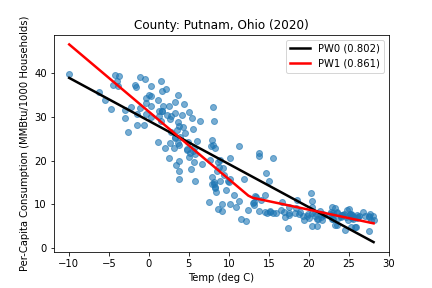 County: Putnam, Ohio (2020)
PW0 (0.802)
PW1 (0.861)
Per-Capita Consumption (MMBtu/1000 Households)
40
30
20
10
0
−10 −5 0 5 10 15 20 25 30
Temp (deg C)